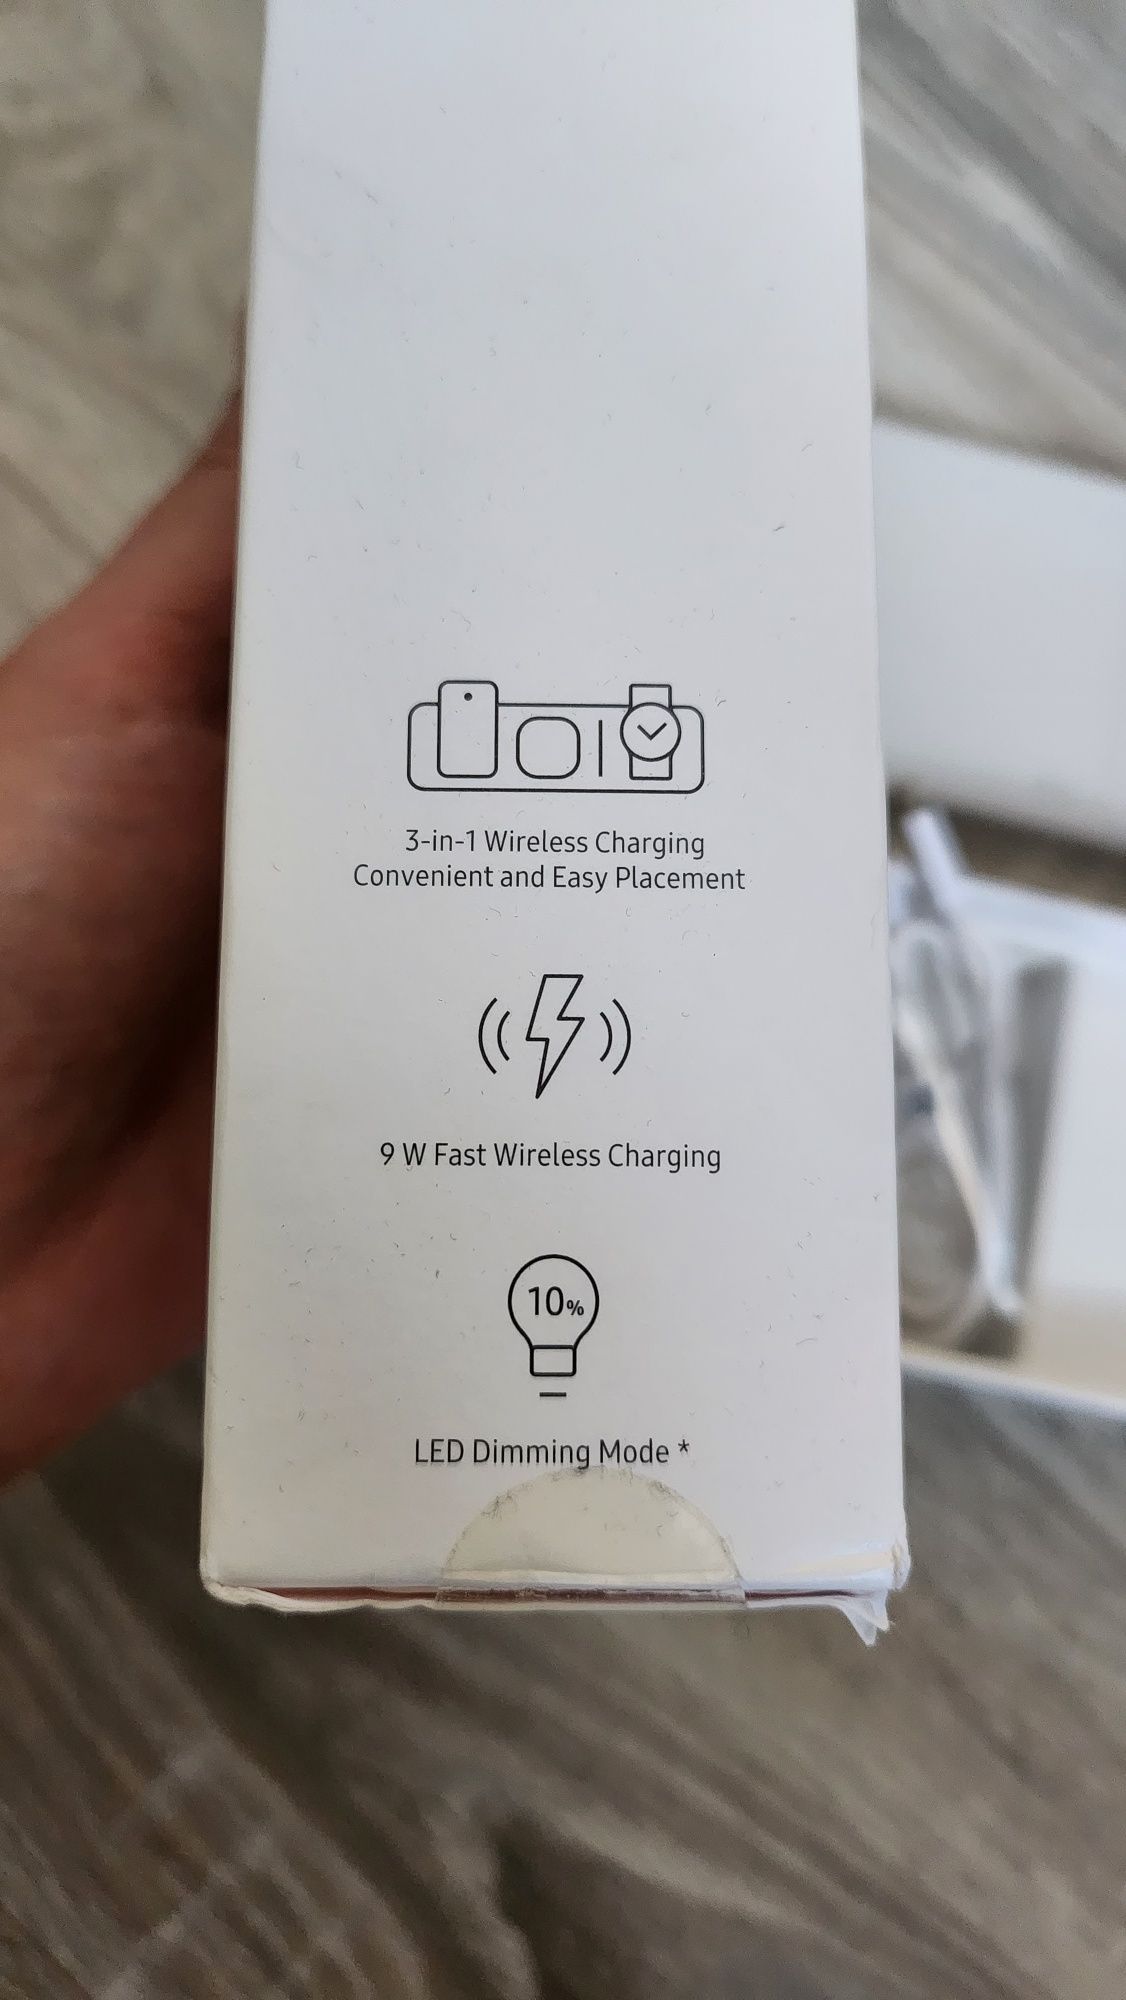 3-in-1 Wireless Charging
Convenient and Easy Placement
9 W Fast Wireless Charging
10%
LED Dimming Mode *